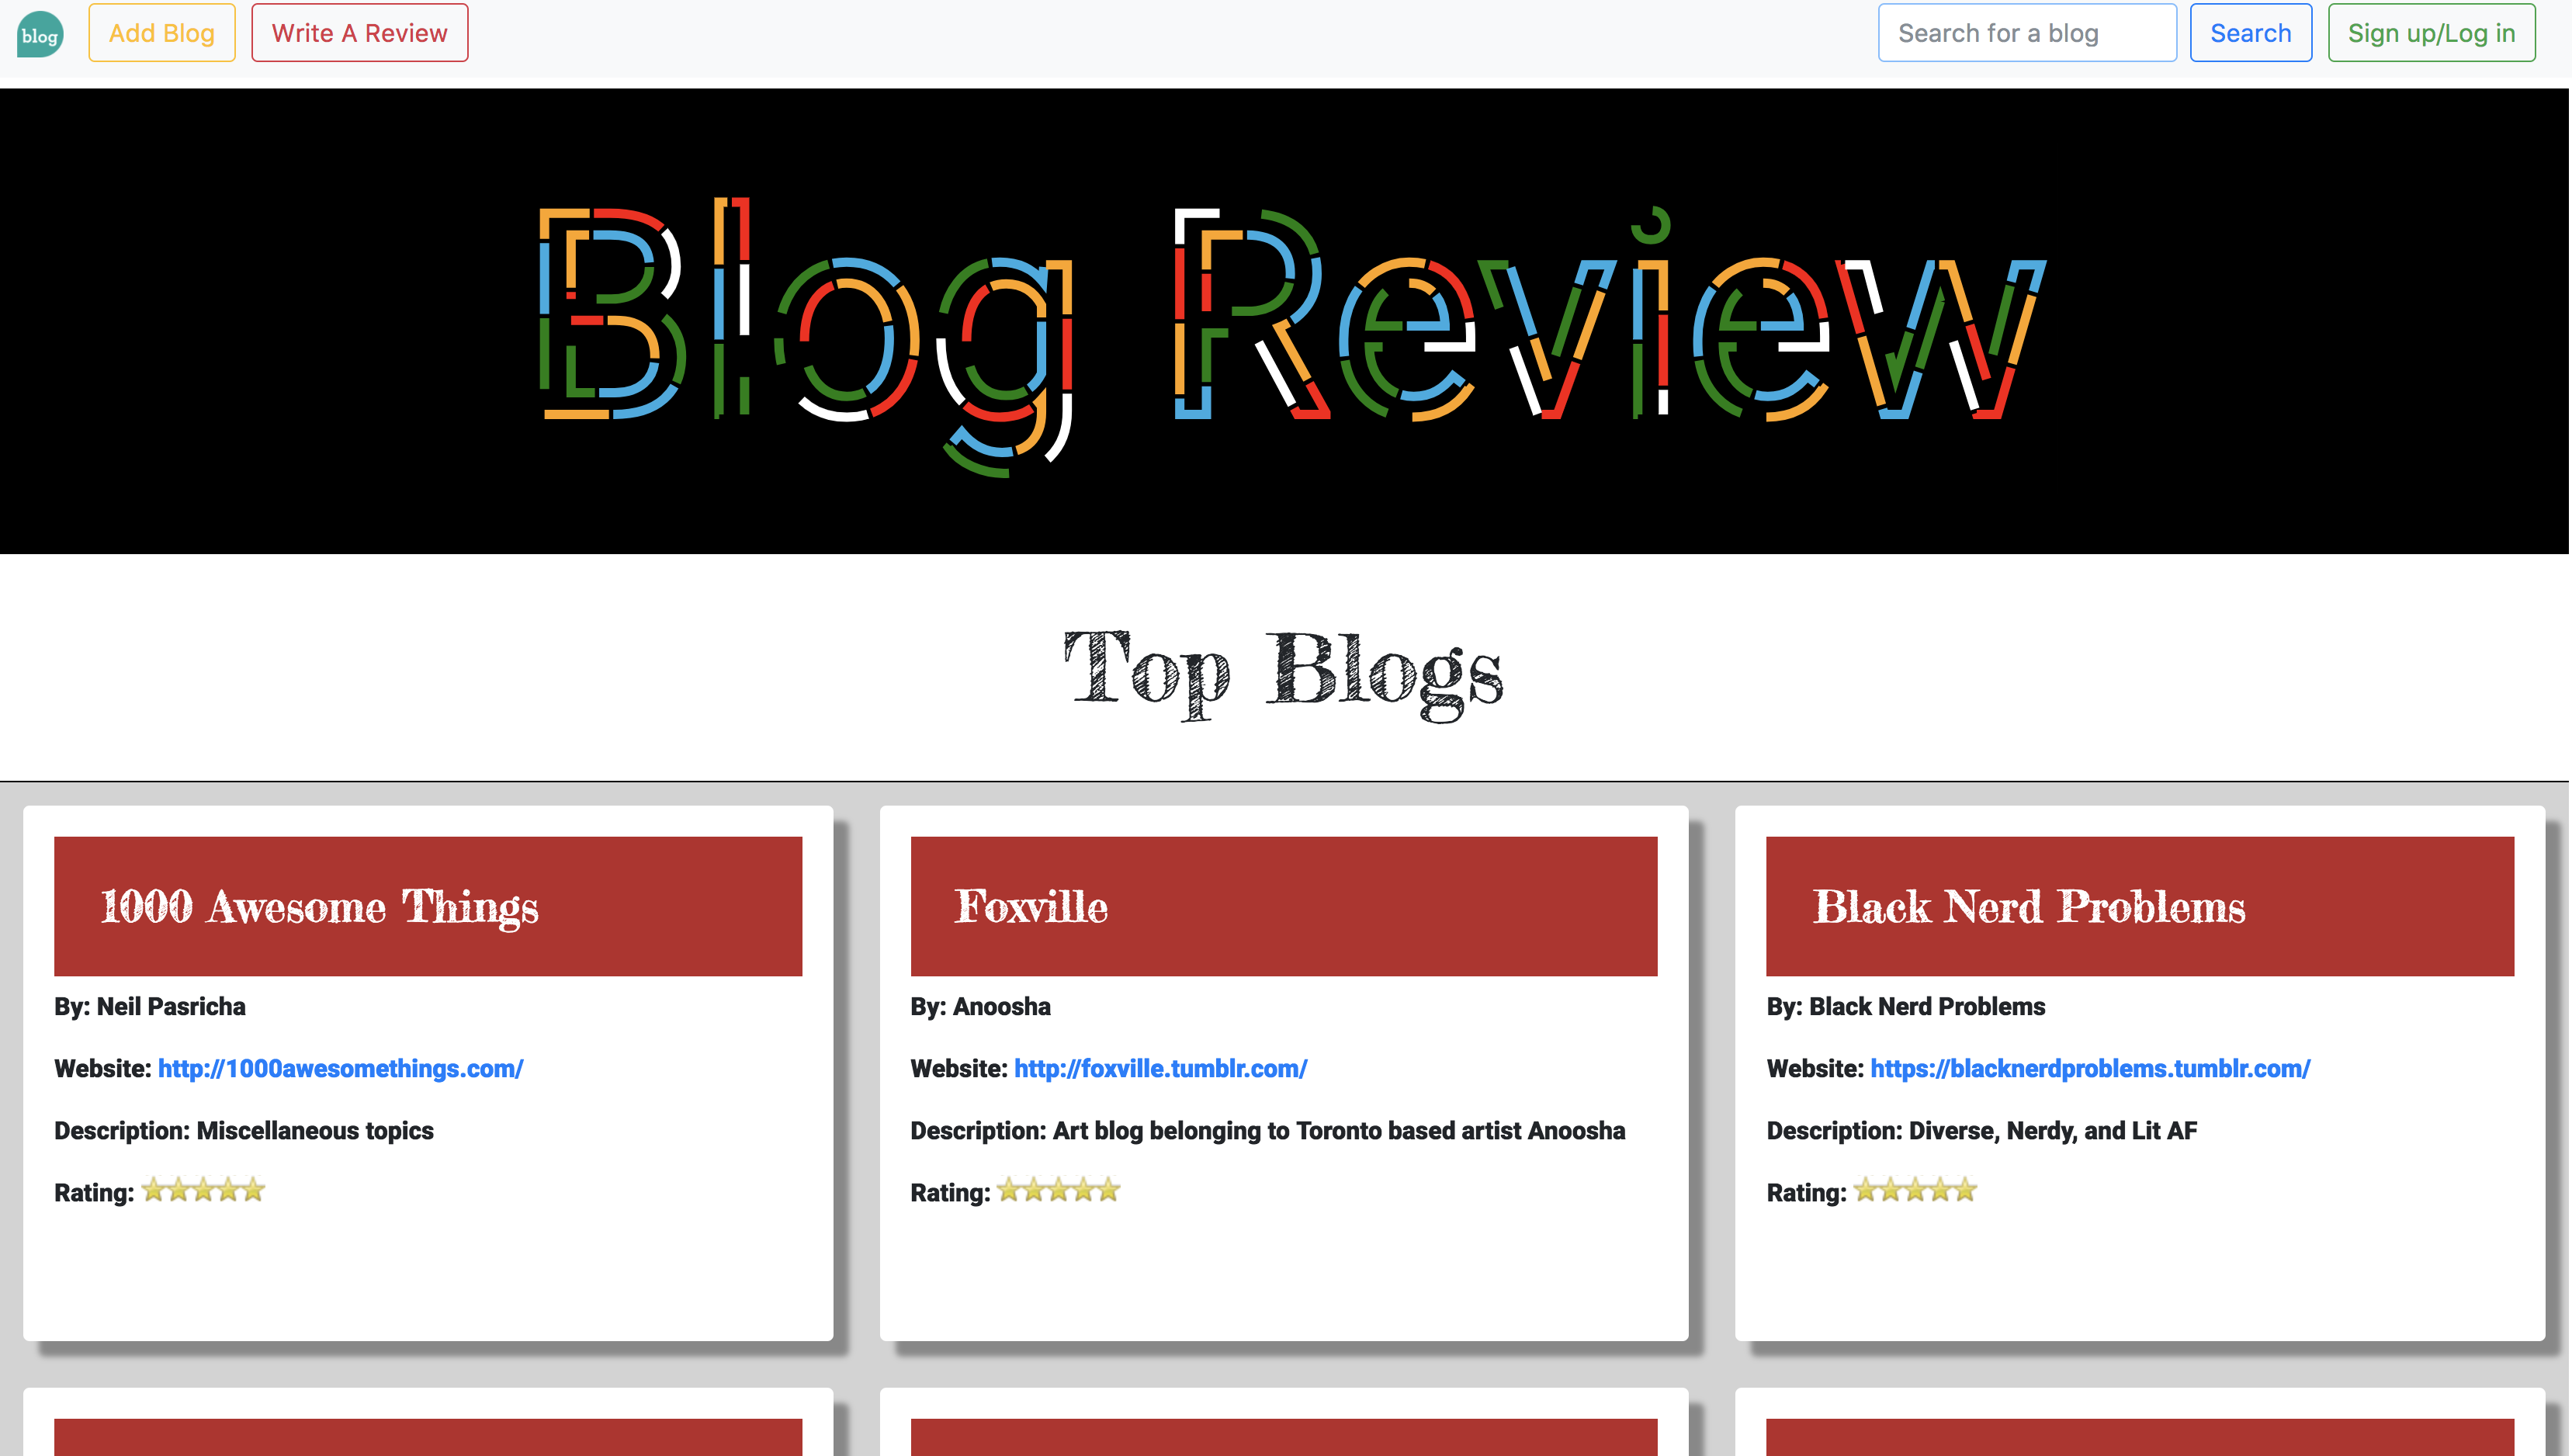 blog Add Blog Write A Review Search for a blog Search Sign up/Log in
Blog Review
Top Blogs
1000 Awesome Things
By: Neil Pasricha
Website: http://1000awesomethings.com/
Description: Miscellaneous topics
Rating:
Foxville
By: Anoosha
Website: http://foxville.tumblr.com/
Description: Art blog belonging to Toronto based artist Anoosha
Rating:
Black Nerd Problems
By: Black Nerd Problems
Website: https://blacknerdproblems.tumblr.com/
Description: Diverse, Nerdy, and Lit AF
Rating: